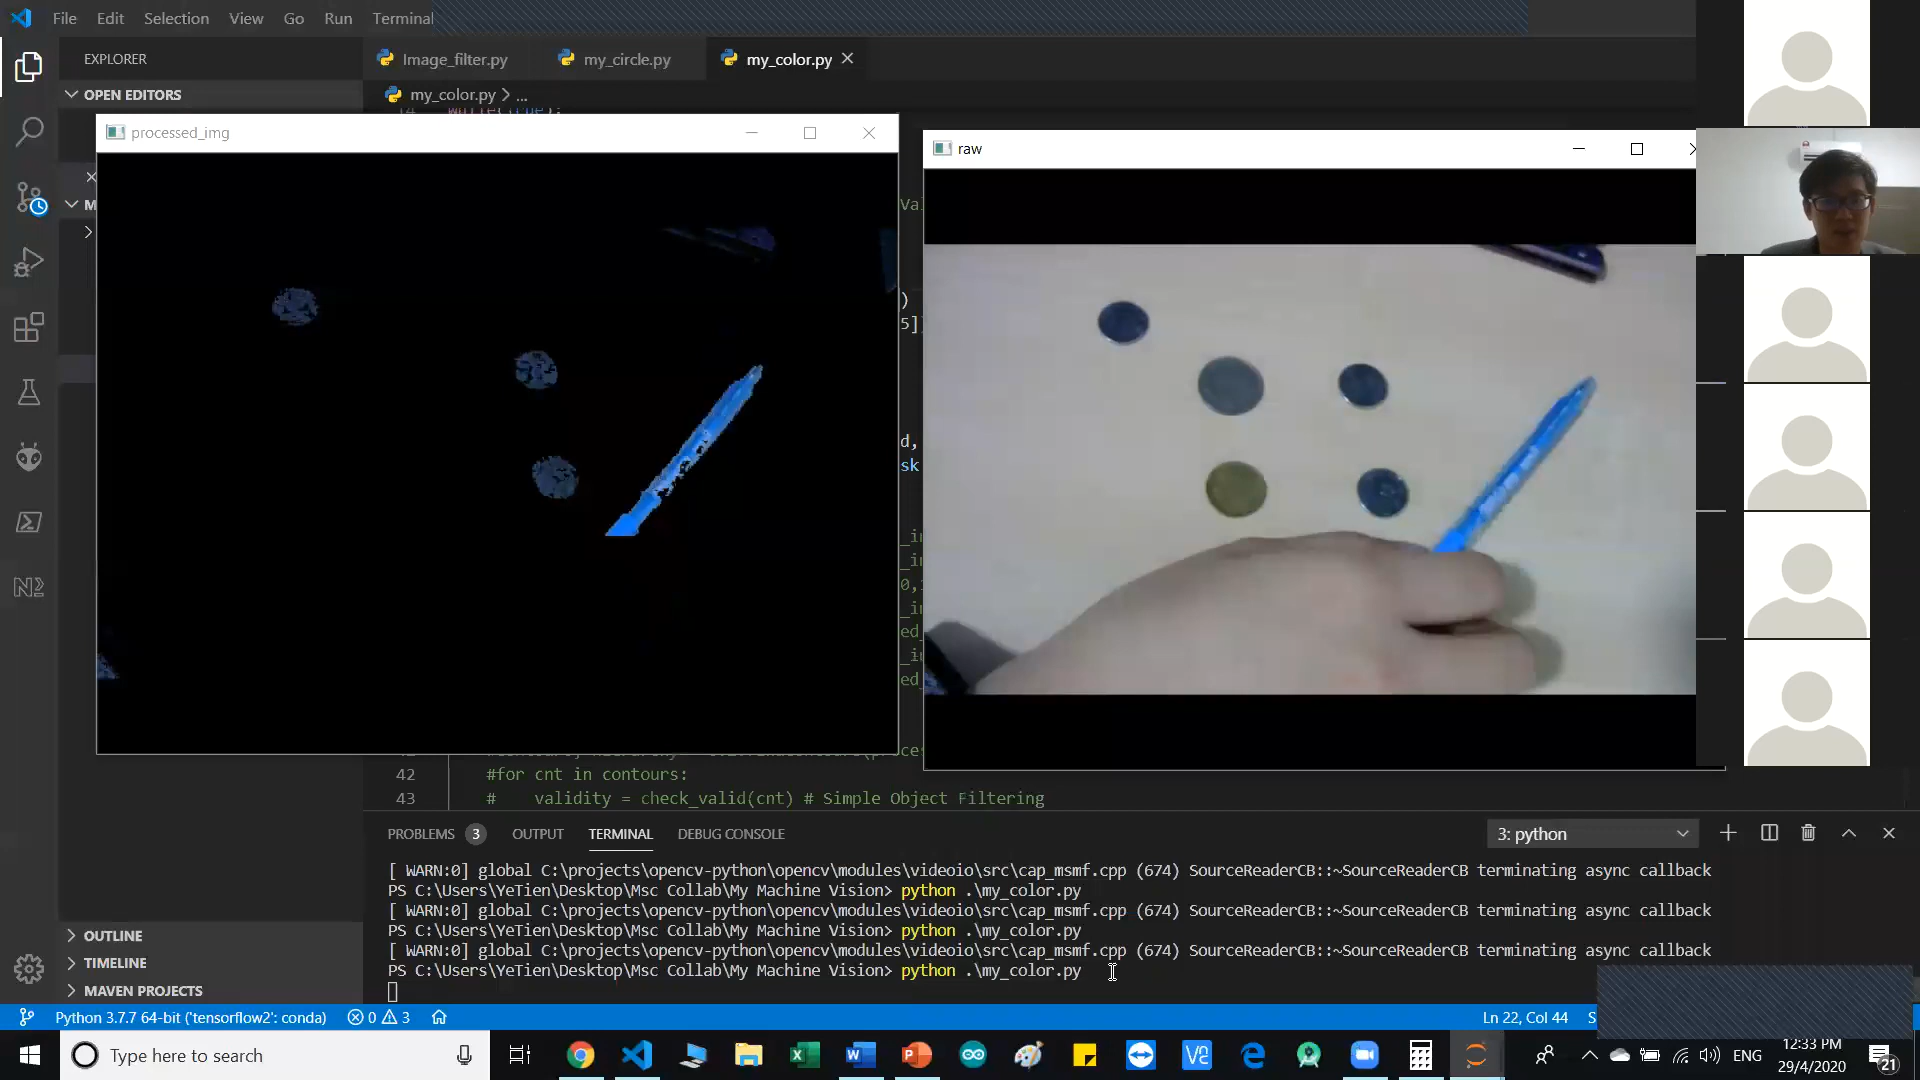 File Edit Selection View Go Run Terminal
EXPLORER
Image_filter.py my_circle.py my_color.py
OPEN EDITORS
my_color.py > ...
processed_img
raw
M
Val
)
5]
d,
sk
42 #for cnt in contours:
43 # validity = check_valid(cnt) # Simple Object Filtering
PROBLEMS 3 OUTPUT TERMINAL DEBUG CONSOLE
3: python
[ WARN:0] global C:\projects\opencv-python\opencv\modules\videoio\src\cap_msmf.cpp (674) SourceReaderCB::~SourceReaderCB terminating async callback
PS C:\Users\YeTien\Desktop\Msc Collab\My Machine Vision> python .\my_color.py
[ WARN:0] global C:\projects\opencv-python\opencv\modules\videoio\src\cap_msmf.cpp (674) SourceReaderCB::~SourceReaderCB terminating async callback
PS C:\Users\YeTien\Desktop\Msc Collab\My Machine Vision> python .\my_color.py
[ WARN:0] global C:\projects\opencv-python\opencv\modules\videoio\src\cap_msmf.cpp (674) SourceReaderCB::~SourceReaderCB terminating async callback
PS C:\Users\YeTien\Desktop\Msc Collab\My Machine Vision> python .\my_color.py
OUTLINE
TIMELINE
MAVEN PROJECTS
Python 3.7.7 64-bit ('tensorflow2': conda) 0 3
Ln 22, Col 44 S
Type here to search
ENG
12:33 PM
29/4/2020
21